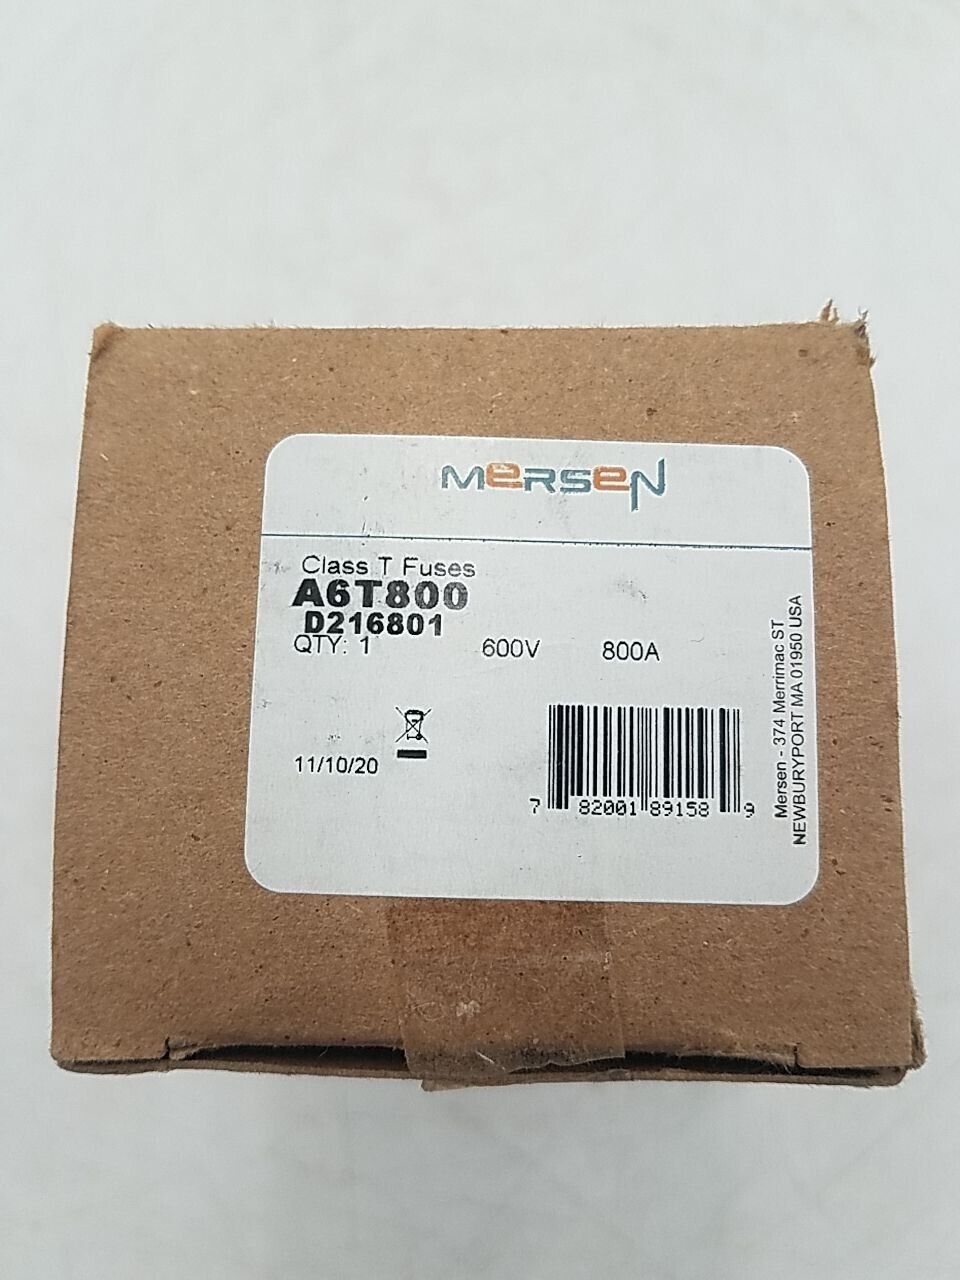 MERSEN
Class T Fuses
A6T800
D216801
QTY: 1 600V 800A
11/10/20
7 82001 89158 9
Mersen - 374 Merrimac ST
NEWBURYPORT MA 01950 USA